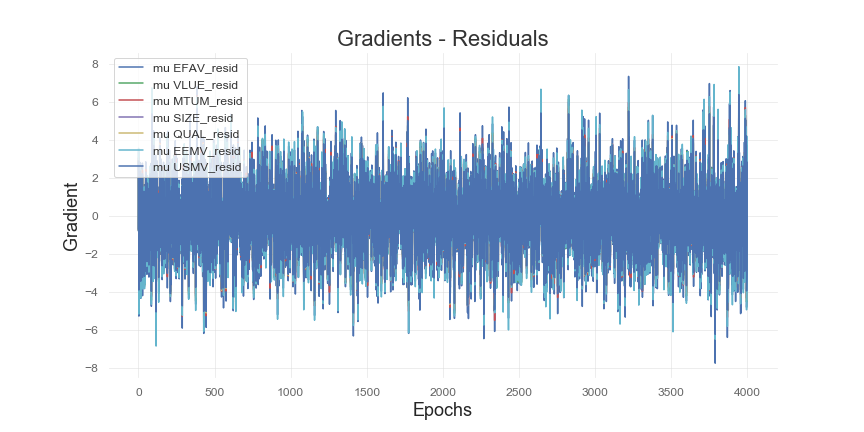 Gradients - Residuals
mu EFAV_resid
mu VLUE_resid
mu MTUM_resid
mu SIZE_resid
mu QUAL_resid
mu EEMV_resid
mu USMV_resid
8
6
4
2
0
−2
−4
−6
−8
Gradient
0 500 1000 1500 2000 2500 3000 3500 4000
Epochs